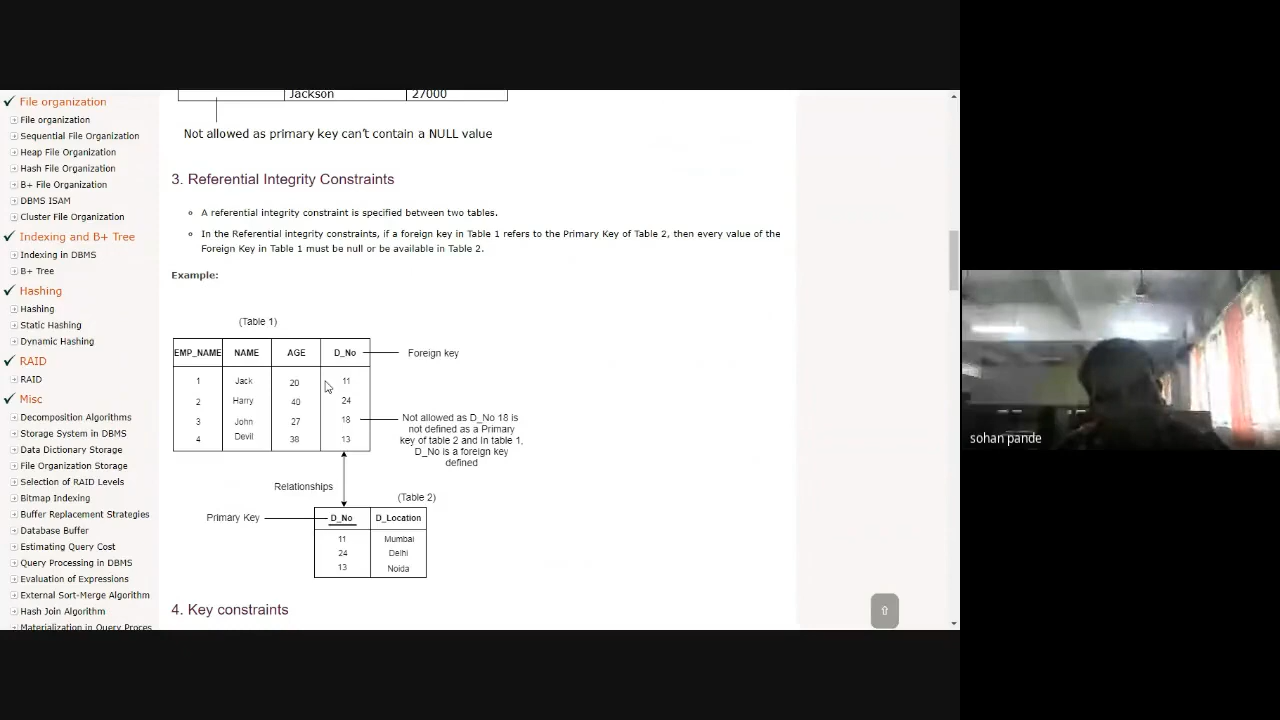 File organization
File organization
Sequential File Organization
Heap File Organization
Hash File Organization
B+ File Organization
DBMS ISAM
Cluster File Organization
Indexing and B+ Tree
Indexing in DBMS
B+ Tree
Hashing
Hashing
Static Hashing
Dynamic Hashing
RAID
RAID
Misc
Decomposition Algorithms
Storage System in DBMS
Data Dictionary Storage
File Organization Storage
Selection of RAID Levels
Bitmap Indexing
Buffer Replacement Strategies
Database Buffer
Estimating Query Cost
Query Processing in DBMS
Evaluation of Expressions
External Sort-Merge Algorithm
Hash Join Algorithm
Materialization in Query Proces
Jackson 27000
Not allowed as primary key can't contain a NULL value
3. Referential Integrity Constraints
A referential integrity constraint is specified between two tables.
In the Referential integrity constraints, if a foreign key in Table 1 refers to the Primary Key of Table 2, then every value of the
Foreign Key in Table 1 must be null or be available in Table 2.
Example:
(Table 1)
EMP_NAME NAME AGE D_No Foreign key
1 Jack 20 11
2 Harry 40 24
3 John 27 18
4 Devil 38 13
Not allowed as D_No 18 is
not defined as a Primary
key of table 2 and In table 1,
D_No is a foreign key
defined
Relationships
(Table 2)
Primary Key D_No D_Location
11 Mumbai
24 Delhi
13 Noida
4. Key constraints
⇧
sohan pande